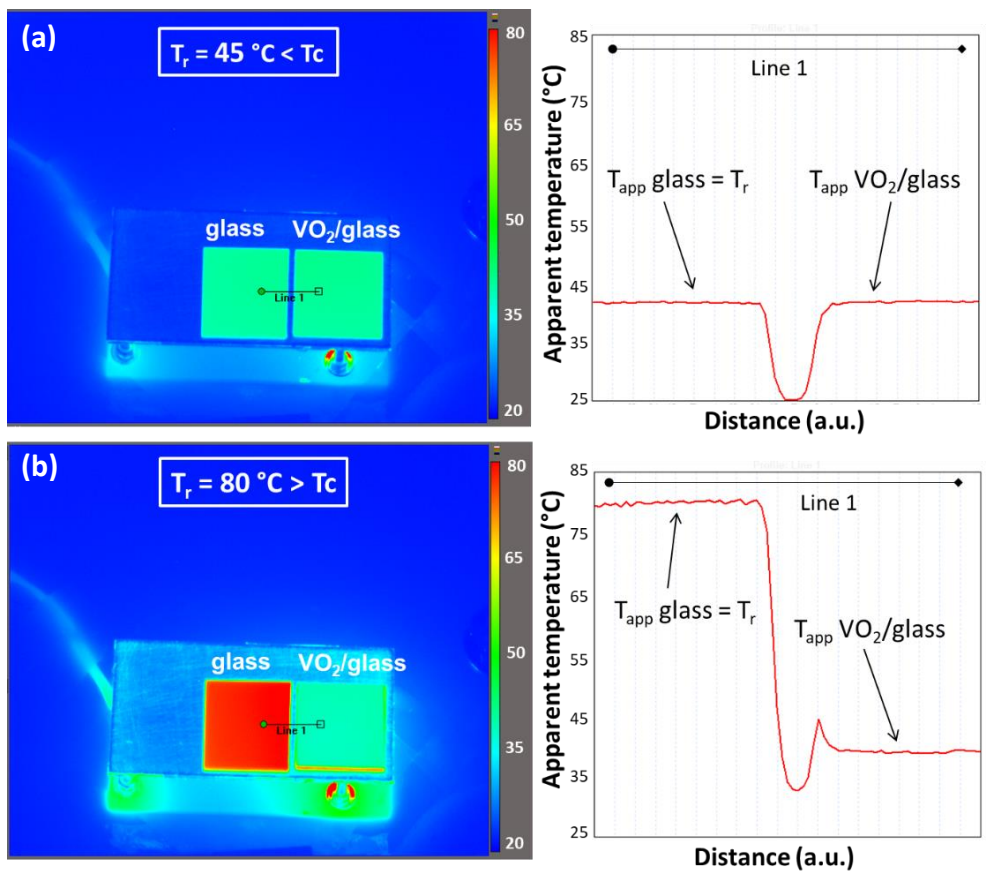 (a)
Tr = 45 °C < Tc
80
65
50
35
20
glass
VO2/glass
Line 1
85
75
65
55
45
35
25
Apparent temperature (°C)
Line 1
Tapp glass = Tr
Tapp VO2/glass
Distance (a.u.)
(b)
Tr = 80 °C > Tc
80
65
50
35
20
glass
VO2/glass
Line 1
85
75
65
55
45
35
25
Apparent temperature (°C)
Line 1
Tapp glass = Tr
Tapp VO2/glass
Distance (a.u.)